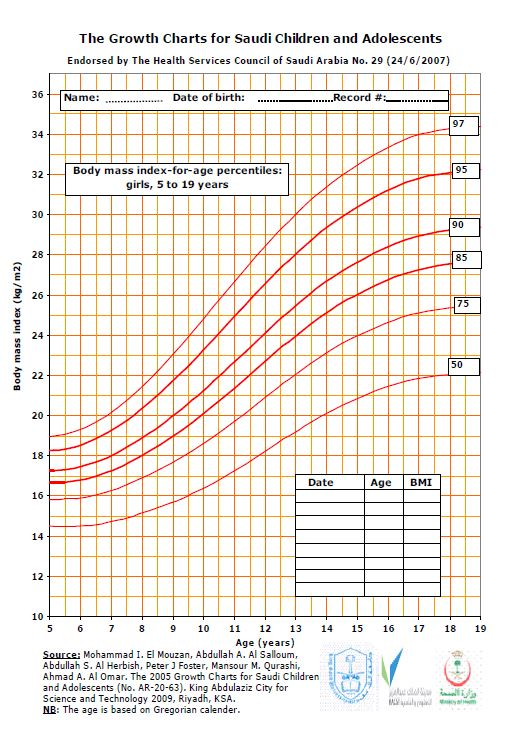 The Growth Charts for Saudi Children and Adolescents
Endorsed by The Health Services Council of Saudi Arabia No. 29 (24/6/2007)
Name: Date of birth: Record #:
Body mass index-for-age percentiles:
girls, 5 to 19 years
Body mass index (kg/m2)
36
34
32
30
28
26
24
22
20
18
16
14
12
10
97
95
90
85
75
50
Date Age BMI
5 6 7 8 9 10 11 12 13 14 15 16 17 18 19
Age (years)
Source: Mohammad I. El Mouzan, Abdullah A. Al Salloum,
Abdullah S. Al Herbish, Peter J Foster, Mansour M. Qurashi,
Ahmad A. Al Omar. The 2005 Growth Charts for Saudi Children
and Adolescents (No. AR-20-63). King Abdulaziz City for
Science and Technology 2009, Riyadh, KSA.
NB: The age is based on Gregorian calender.
وزارة الصحة
Ministry of Health